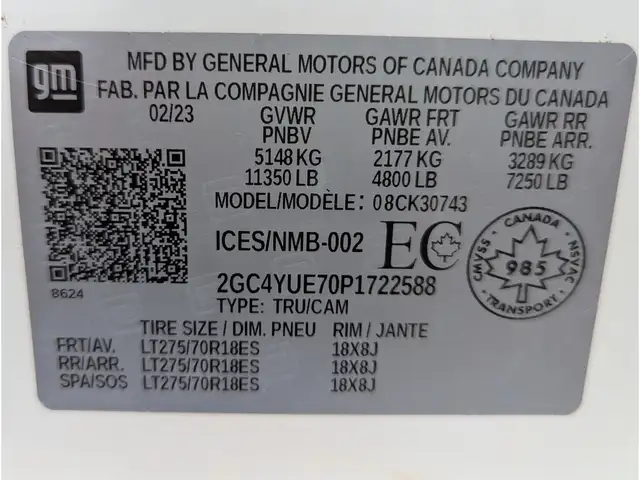 gm
MFD BY GENERAL MOTORS OF CANADA COMPANY
FAB. PAR LA COMPAGNIE GENERAL MOTORS DU CANADA
02/23 GVWR GAWR FRT GAWR RR
PNBV PNBE AV. PNBE ARR.
5148 KG 2177 KG 3289 KG
11350 LB 4800 LB 7250 LB
MODEL/MODÈLE: 08CK30743
ICES/NMB-002 EC
CANADA
CMVSS 985 NSVAC
TRANSPORT
8624
2GC4YUE70P1722588
TYPE: TRU/CAM
TIRE SIZE / DIM. PNEU RIM / JANTE
FRT/AV. LT275/70R18ES 18X8J
RR/ARR. LT275/70R18ES 18X8J
SPA/SOS LT275/70R18ES 18X8J